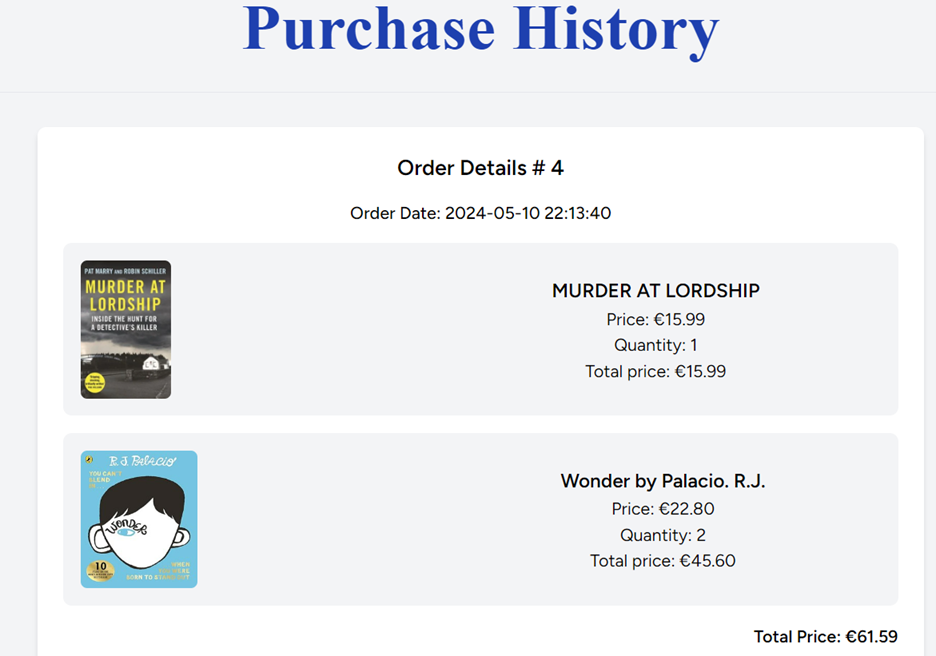 Purchase History
Order Details # 4
Order Date: 2024-05-10 22:13:40
PAT MARRY AND ROBIN SCHILLER
MURDER AT
LORDSHIP
INSIDE THE HUNT FOR
A DETECTIVE'S KILLER
MURDER AT LORDSHIP
Price: €15.99
Quantity: 1
Total price: €15.99
R.J. Palacio
YOU CAN'T
BLEND
IN
WONDER
10
WHEN
BORN TO STAND OUT
Wonder by Palacio. R.J.
Price: €22.80
Quantity: 2
Total price: €45.60
Total Price: €61.59